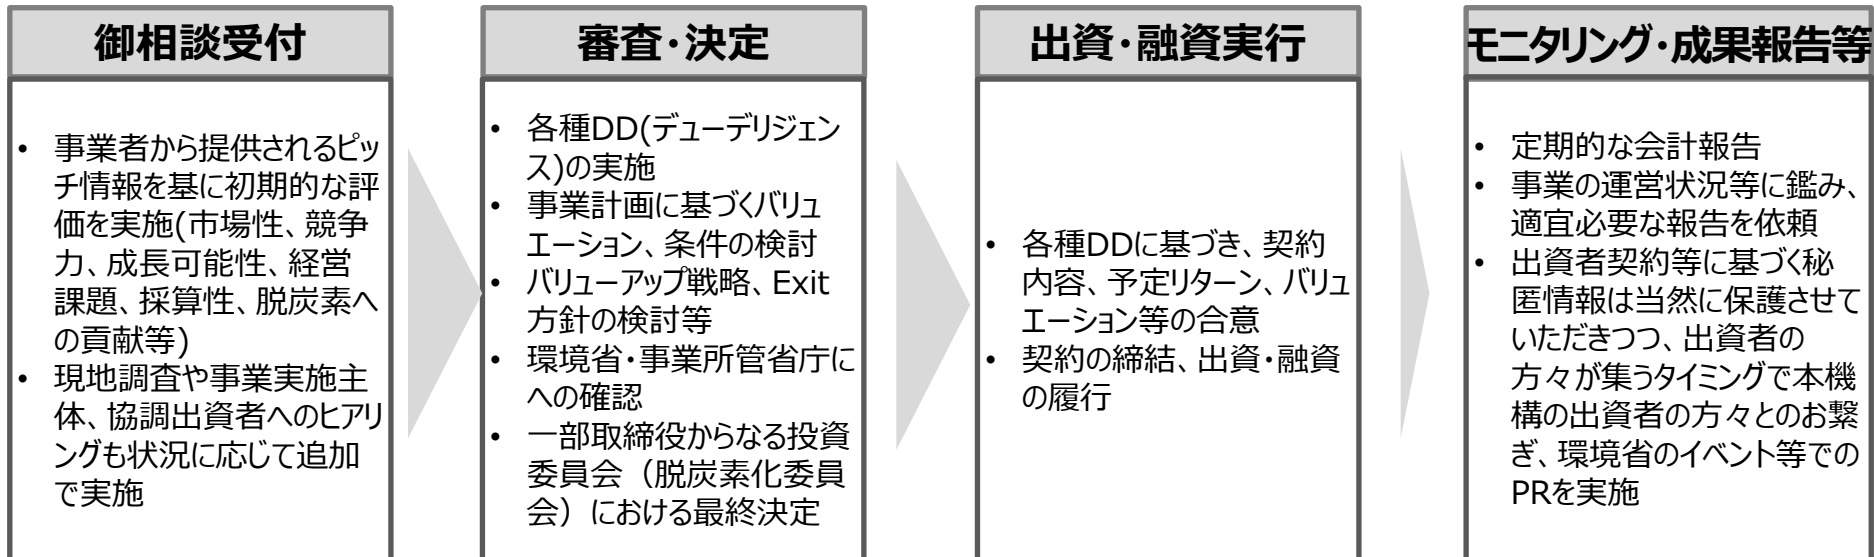 御相談受付
• 事業者から提供されるピッ
チ情報を基に初期的な評
価を実施(市場性、競争
力、成長可能性、経営
課題、採算性、脱炭素へ
の貢献等)
• 現地調査や事業実施主
体、協調出資者へのヒアリ
ングも状況に応じて追加
で実施
審査・決定
• 各種DD(デューデリジェン
ス)の実施
• 事業計画に基づくバリュ
エーション、条件の検討
• バリューアップ戦略、Exit
方針の検討等
• 環境省・事業所管省庁に
への確認
• 一部取締役からなる投資
委員会（脱炭素化委員
会）における最終決定
出資・融資実行
• 各種DDに基づき、契約
内容、予定リターン、バリュ
エーション等の合意
• 契約の締結、出資・融資
の履行
モニタリング・成果報告等
• 定期的な会計報告
• 事業の運営状況等に鑑み、
適宜必要な報告を依頼
• 出資者契約等に基づく秘
匿情報は当然に保護させて
いただきつつ、出資者の
方々が集うタイミングで本機
構の出資者の方々とのお繋
ぎ、環境省のイベント等での
PRを実施